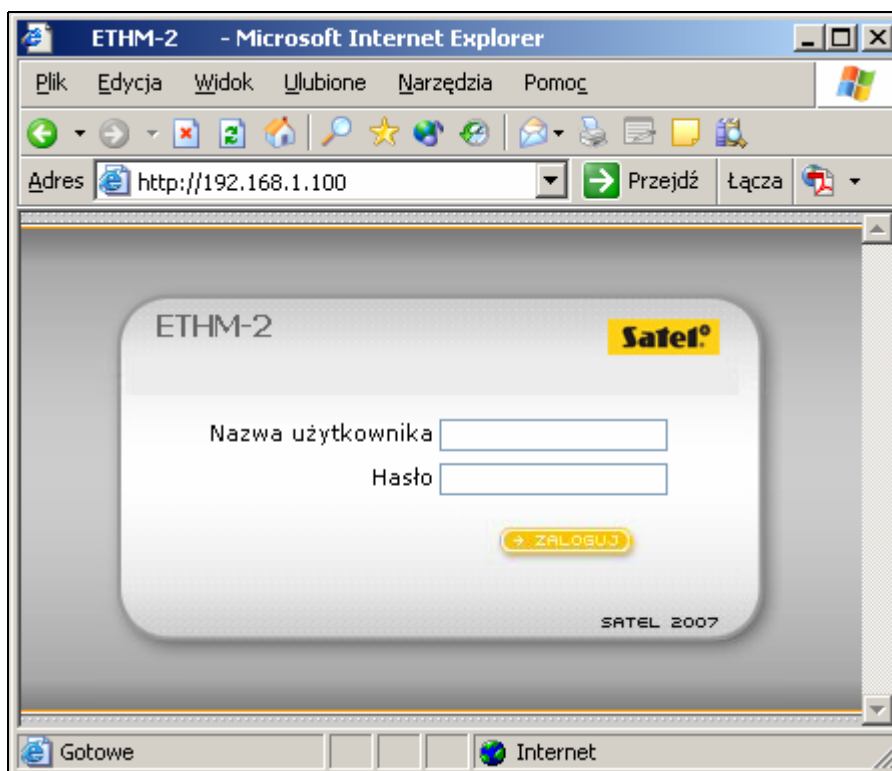 ETHM-2 - Microsoft Internet Explorer
Plik Edycja Widok Ulubione Narzędzia Pomoc
Adres http://192.168.1.100 Przejdź Łącza
ETHM-2 Satel
Nazwa użytkownika
Hasło
ZALOGUJ
SATEL 2007
Gotowe Internet